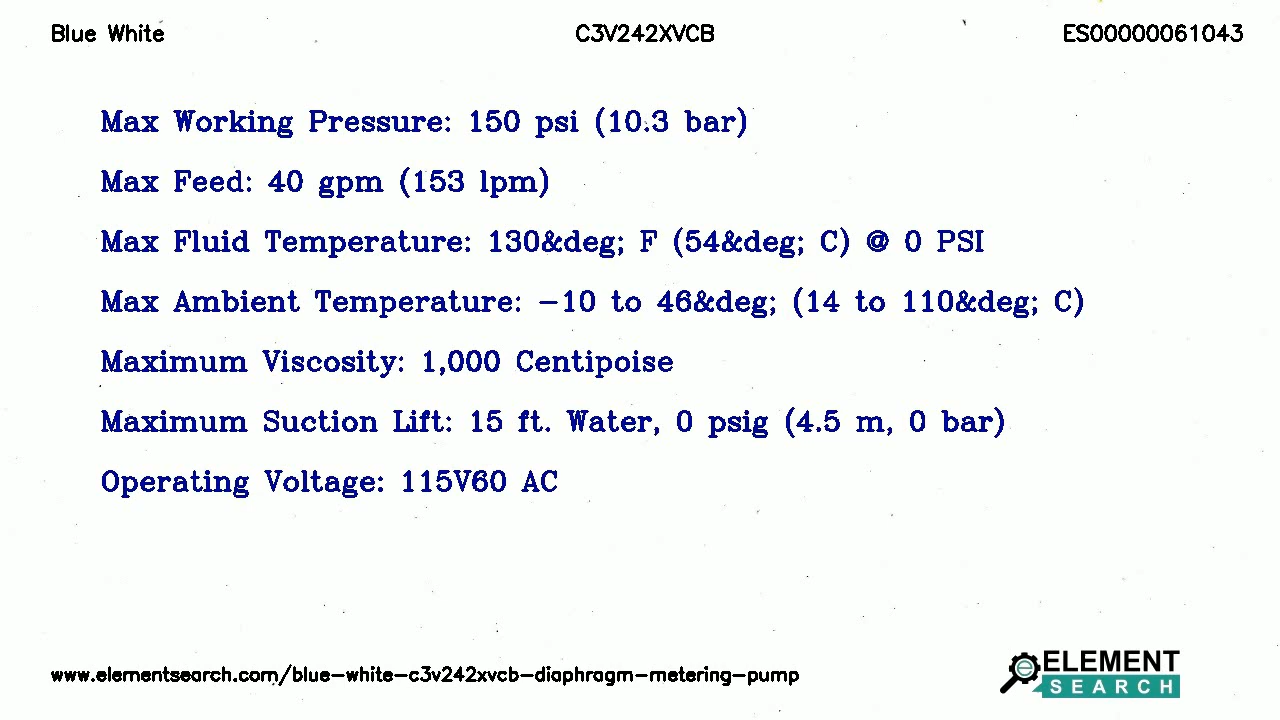 Blue White C3V242XVCB ES00000061043
Max Working Pressure: 150 psi (10.3 bar)
Max Feed: 40 gpm (153 lpm)
Max Fluid Temperature: 130&deg; F (54&deg; C) @ 0 PSI
Max Ambient Temperature: -10 to 46&deg; (14 to 110&deg; C)
Maximum Viscosity: 1,000 Centipoise
Maximum Suction Lift: 15 ft. Water, 0 psig (4.5 m, 0 bar)
Operating Voltage: 115V60 AC
www.elementsearch.com/blue-white-c3v242xvcb-diaphragm-metering-pump
e ELEMENT
SEARCH